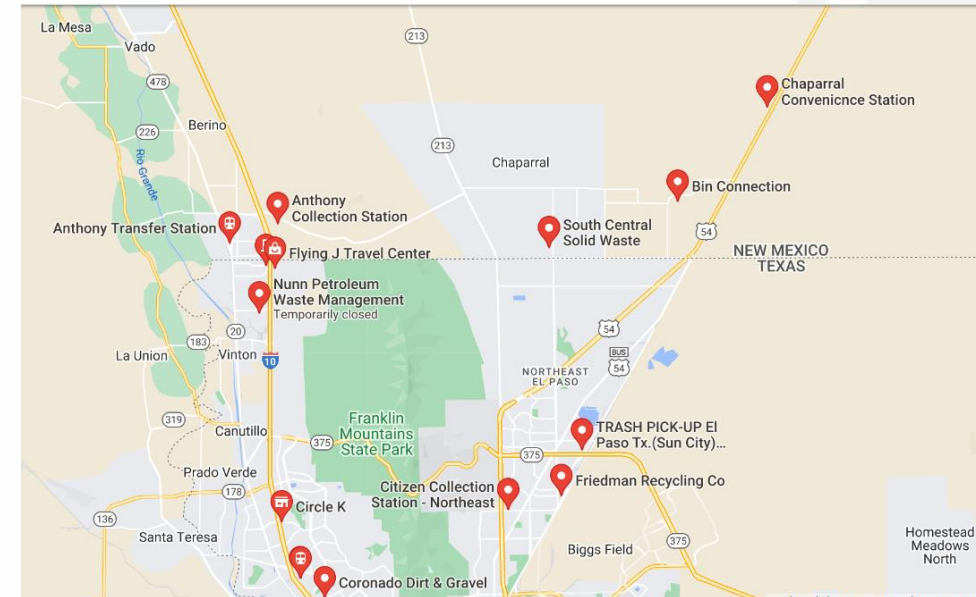 La Mesa
Vado
213
478
Chaparral
Convenicnce Station
226
Berino
213
Chaparral
Rio Grande
Bin Connection
Anthony
Collection Station
Anthony Transfer Station
South Central
Solid Waste
54
Flying J Travel Center
NEW MEXICO
TEXAS
Nunn Petroleum
Waste Management
Temporarily closed
20
54
183
La Union
Vinton
10
BUS
54
NORTHEAST
EL PASO
319
Franklin
Mountains
State Park
Canutillo
375
TRASH PICK-UP El
Paso Tx.(Sun City)...
375
Prado Verde
178
Citizen Collection
Station - Northeast
Friedman Recycling Co
Circle K
136
Santa Teresa
375
Biggs Field
Homestead
Meadows
North
Coronado Dirt & Gravel